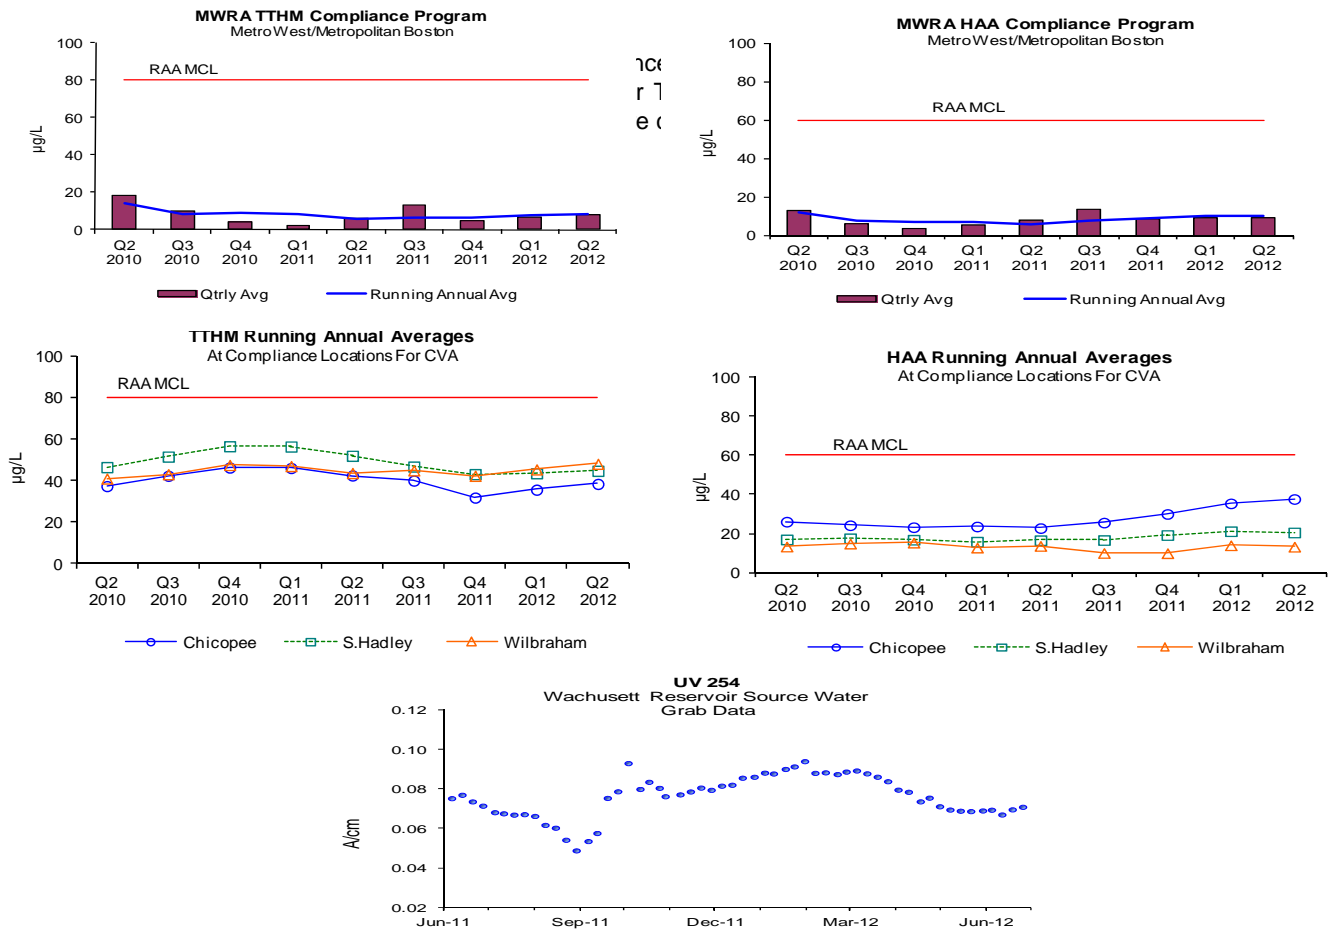 MWRA TTHM Compliance Program
MetroWest/Metropolitan Boston
100
80
60
40
20
0
µg/L
RAA MCL
Q2 Q3 Q4 Q1 Q2 Q3 Q4 Q1 Q2
2010 2010 2010 2011 2011 2011 2011 2012 2012
Qtrly Avg Running Annual Avg
r T
e
MWRA HAA Compliance Program
MetroWest/Metropolitan Boston
100
80
60
40
20
0
µg/L
RAA MCL
Q2 Q3 Q4 Q1 Q2 Q3 Q4 Q1 Q2
2010 2010 2010 2011 2011 2011 2011 2012 2012
Qtrly Avg Running Annual Avg
TTHM Running Annual Averages
At Compliance Locations For CVA
100
80
60
40
20
0
µg/L
RAA MCL
Q2 Q3 Q4 Q1 Q2 Q3 Q4 Q1 Q2
2010 2010 2010 2011 2011 2011 2011 2012 2012
Chicopee S.Hadley Wilbraham
HAA Running Annual Averages
At Compliance Locations For CVA
100
80
60
40
20
0
µg/L
RAA MCL
Q2 Q3 Q4 Q1 Q2 Q3 Q4 Q1 Q2
2010 2010 2010 2011 2011 2011 2011 2012 2012
Chicopee S.Hadley Wilbraham
UV 254
Wachusett Reservoir Source Water
Grab Data
0.12
0.10
0.08
0.06
0.04
0.02
A/cm
Jun-11 Sep-11 Dec-11 Mar-12 Jun-12